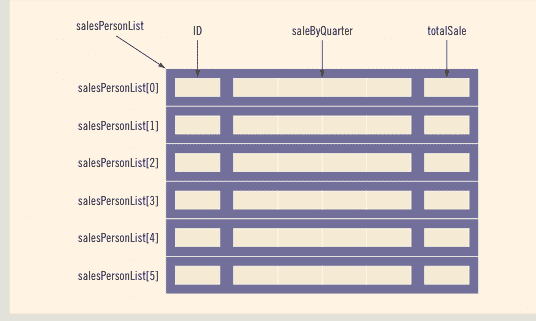 salesPersonList
ID
saleByQuarter
totalSale
salesPersonList[0]
salesPersonList[1]
salesPersonList[2]
salesPersonList[3]
salesPersonList[4]
salesPersonList[5]